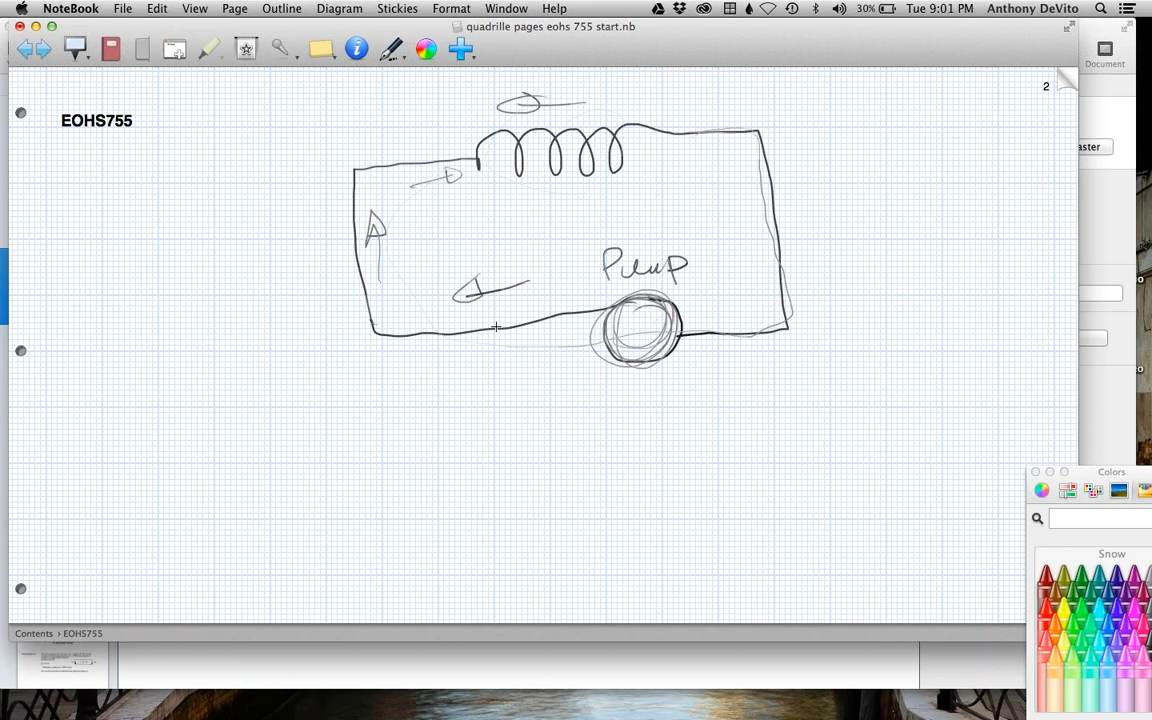 NoteBook File Edit View Page Outline Diagram Stickies Format Window Help 30% Tue 9:01 PM Anthony DeVito
quadrille pages eohs 755 start.nb
Document
2
EOHS755
aster
Pump
Colors
Snow
Contents › EOHS755